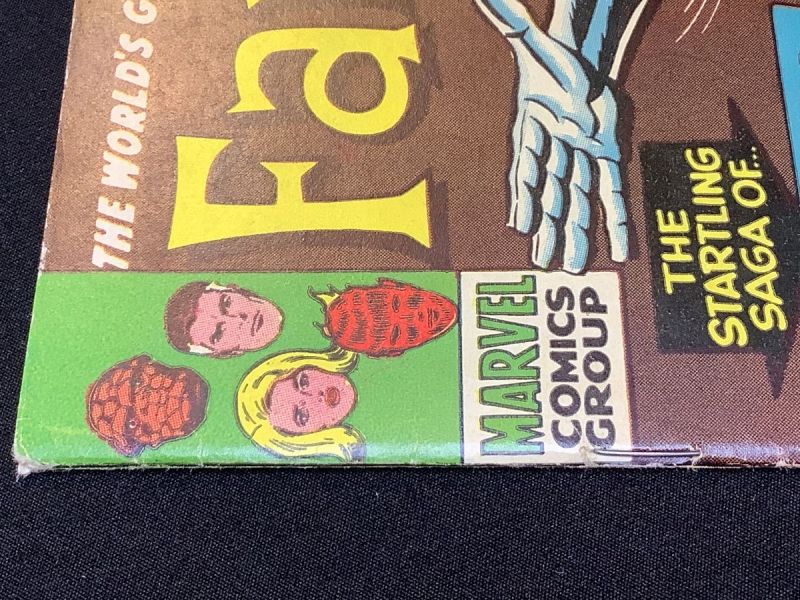 THE WORLD'S G
Fa
MARVEL
COMICS
GROUP
THE
STARTLING
SAGA OF...